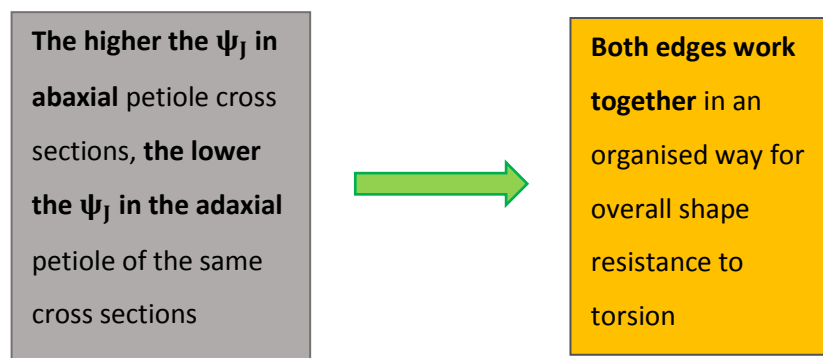 The higher the ψJ in
abaxial petiole cross
sections, the lower
the ψJ in the adaxial
petiole of the same
cross sections
Both edges work
together in an
organised way for
overall shape
resistance to
torsion